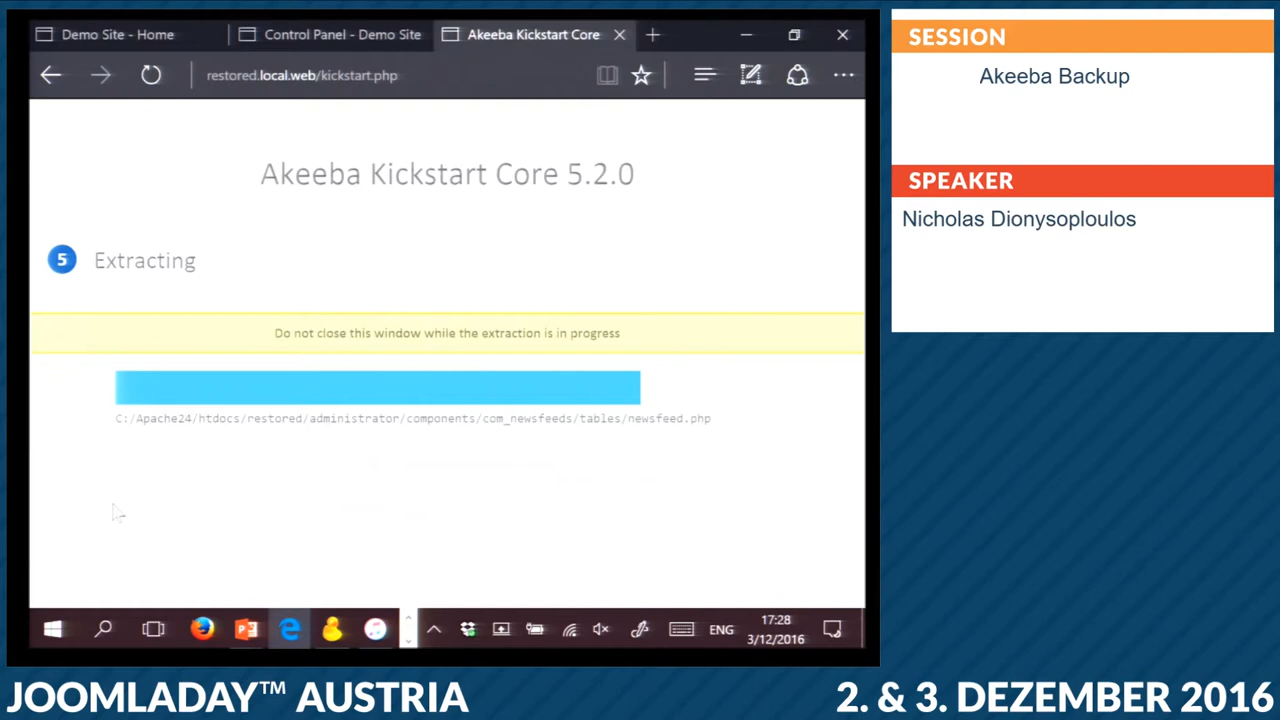 Demo Site - Home
Control Panel - Demo Site
Akeeba Kickstart Core
restored.local.web/kickstart.php
Akeeba Kickstart Core 5.2.0
5 Extracting
Do not close this window while the extraction is in progress
C:/Apache24/htdocs/restored/administrator/components/com_newsfeeds/tables/newsfeed.php
ENG
17:28
3/12/2016
SESSION
Akeeba Backup
SPEAKER
Nicholas Dionysoploulos
JOOMLADAY™ AUSTRIA
2. & 3. DEZEMBER 2016